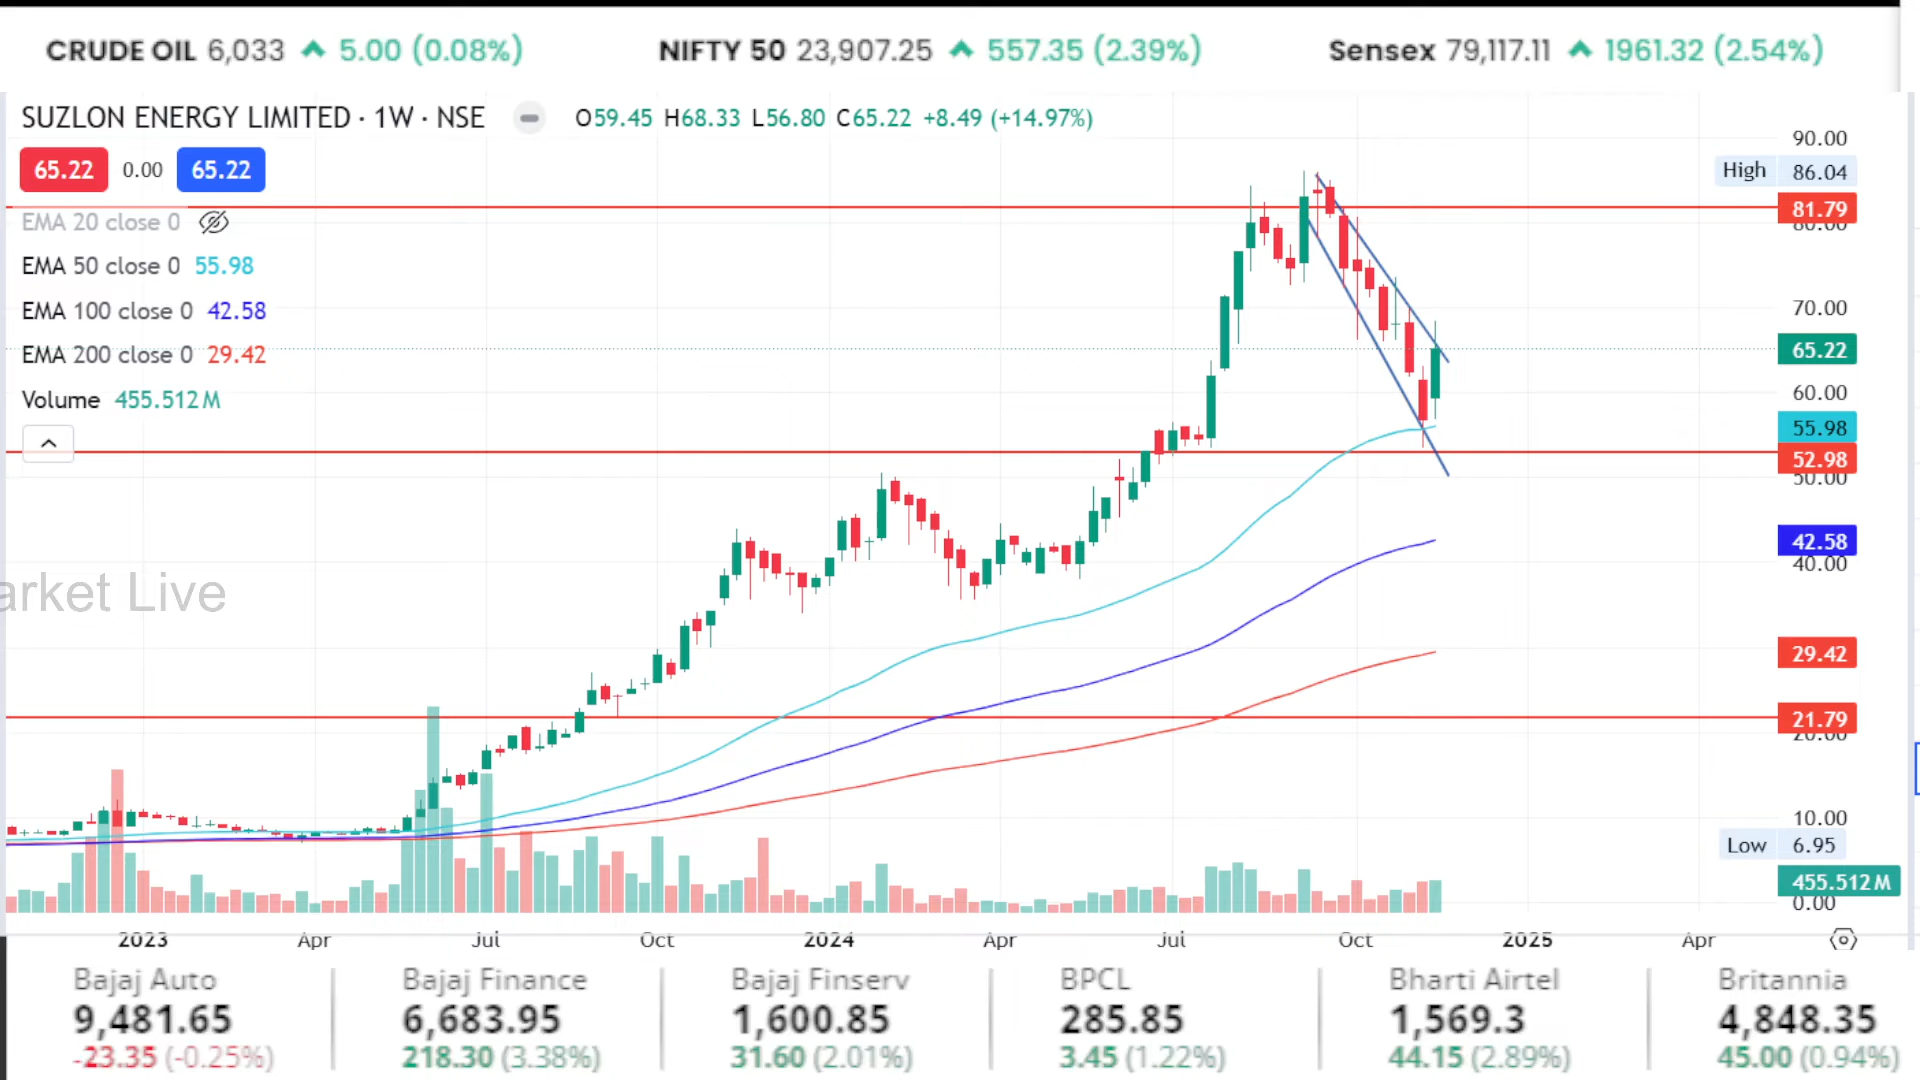 CRUDE OIL 6,033 ▲ 5.00 (0.08%) NIFTY 50 23,907.25 ▲ 557.35 (2.39%) Sensex 79,117.11 ▲ 1961.32 (2.54%)
SUZLON ENERGY LIMITED · 1W · NSE O59.45 H68.33 L56.80 C65.22 +8.49 (+14.97%)
65.22 0.00 65.22
EMA 20 close 0
EMA 50 close 0 55.98
EMA 100 close 0 42.58
EMA 200 close 0 29.42
Volume 455.512 M
arket Live
90.00
High 86.04
81.79
80.00
70.00
65.22
60.00
55.98
52.98
50.00
42.58
40.00
29.42
21.79
20.00
10.00
Low 6.95
455.512 M
0.00
2023 Apr Jul Oct 2024 Apr Jul Oct 2025 Apr
Bajaj Auto Bajaj Finance Bajaj Finserv BPCL Bharti Airtel Britannia
9,481.65 6,683.95 1,600.85 285.85 1,569.3 4,848.35
-23.35 (-0.25%) 218.30 (3.38%) 31.60 (2.01%) 3.45 (1.22%) 44.15 (2.89%) 45.00 (0.94%)